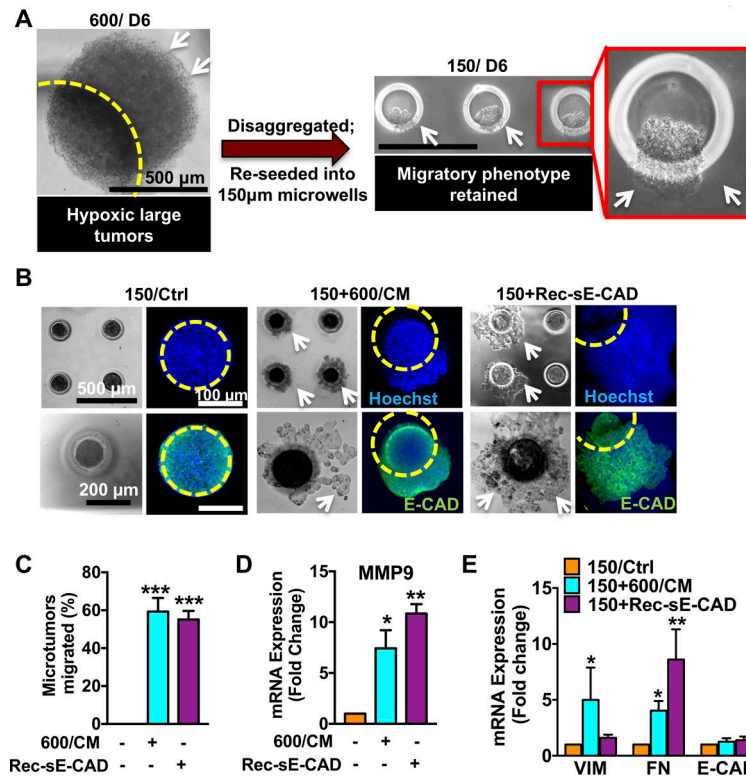 A
600/ D6
500 µm
Hypoxic large
tumors
Disaggregated;
Re-seeded into
150µm microwells
150/ D6
Migratory phenotype
retained
B
150/Ctrl
150+600/CM
150+Rec-sE-CAD
500 µm
100 µm
Hoechst
Hoechst
200 µm
E-CAD
E-CAD
C
Microtumors
migrated (%)
80
60
40
20
0
***
***
600/CM - + -
Rec-sE-CAD - - +
D
MMP9
mRNA Expression
(Fold Change)
15
10
5
0
*
**
- + -
- - +
E
150/Ctrl
150+600/CM
150+Rec-sE-CAD
mRNA Expression
(Fold change)
15
10
5
0
*
*
**
VIM
FN
E-CAD